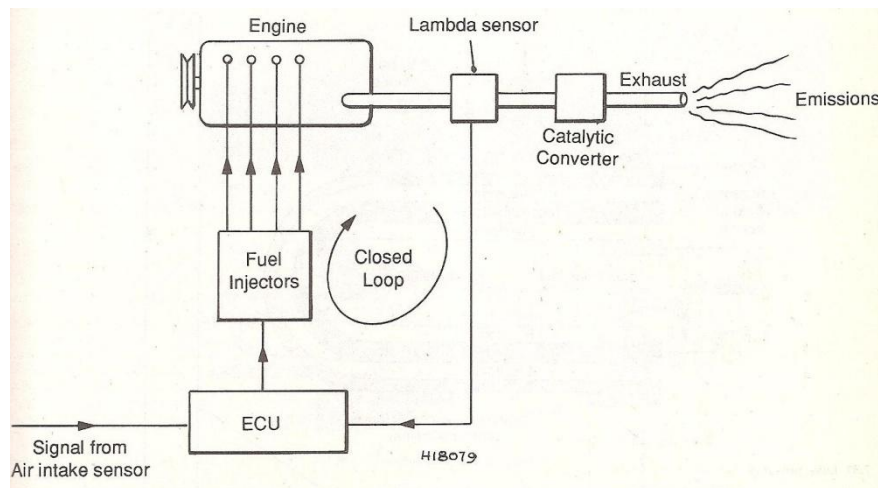 Engine
Lambda sensor
Exhaust
Emissions
Catalytic
Converter
Fuel
Injectors
Closed
Loop
ECU
Signal from
Air intake sensor
H18079